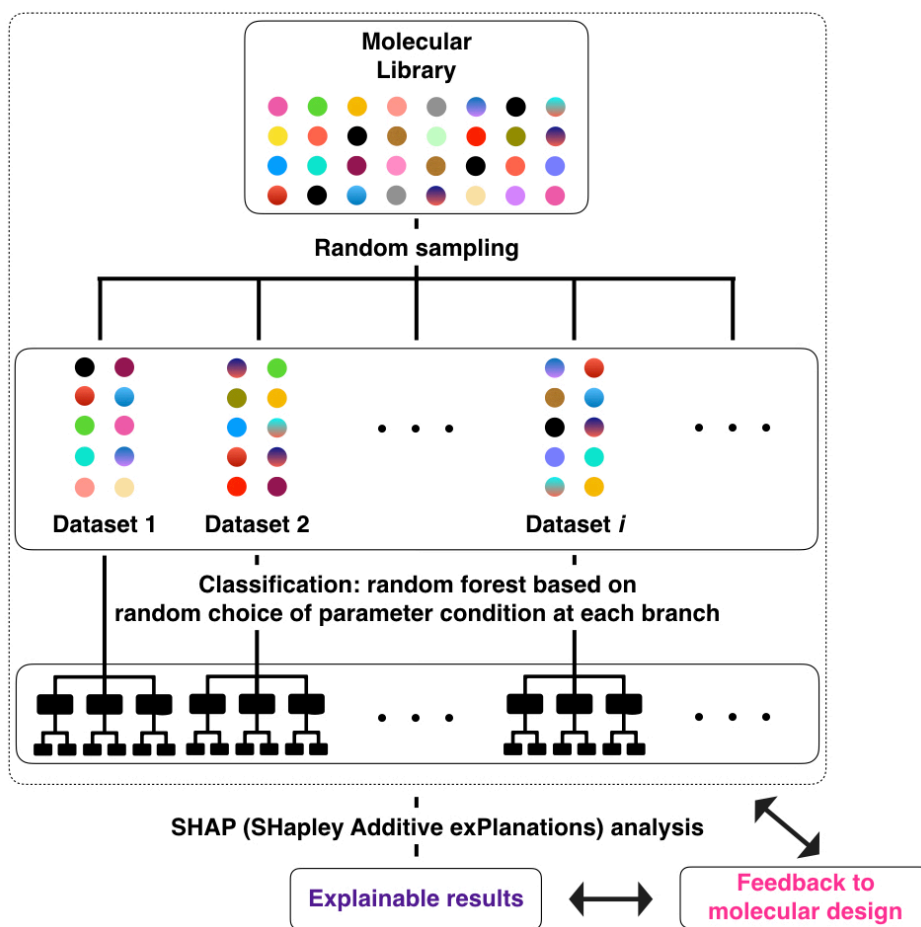 Molecular
Library
Random sampling
. . .
. . .
Dataset 1
Dataset 2
Dataset i
Classification: random forest based on
random choice of parameter condition at each branch
. . .
. . .
SHAP (SHapley Additive exPlanations) analysis
Explainable results
Feedback to
molecular design